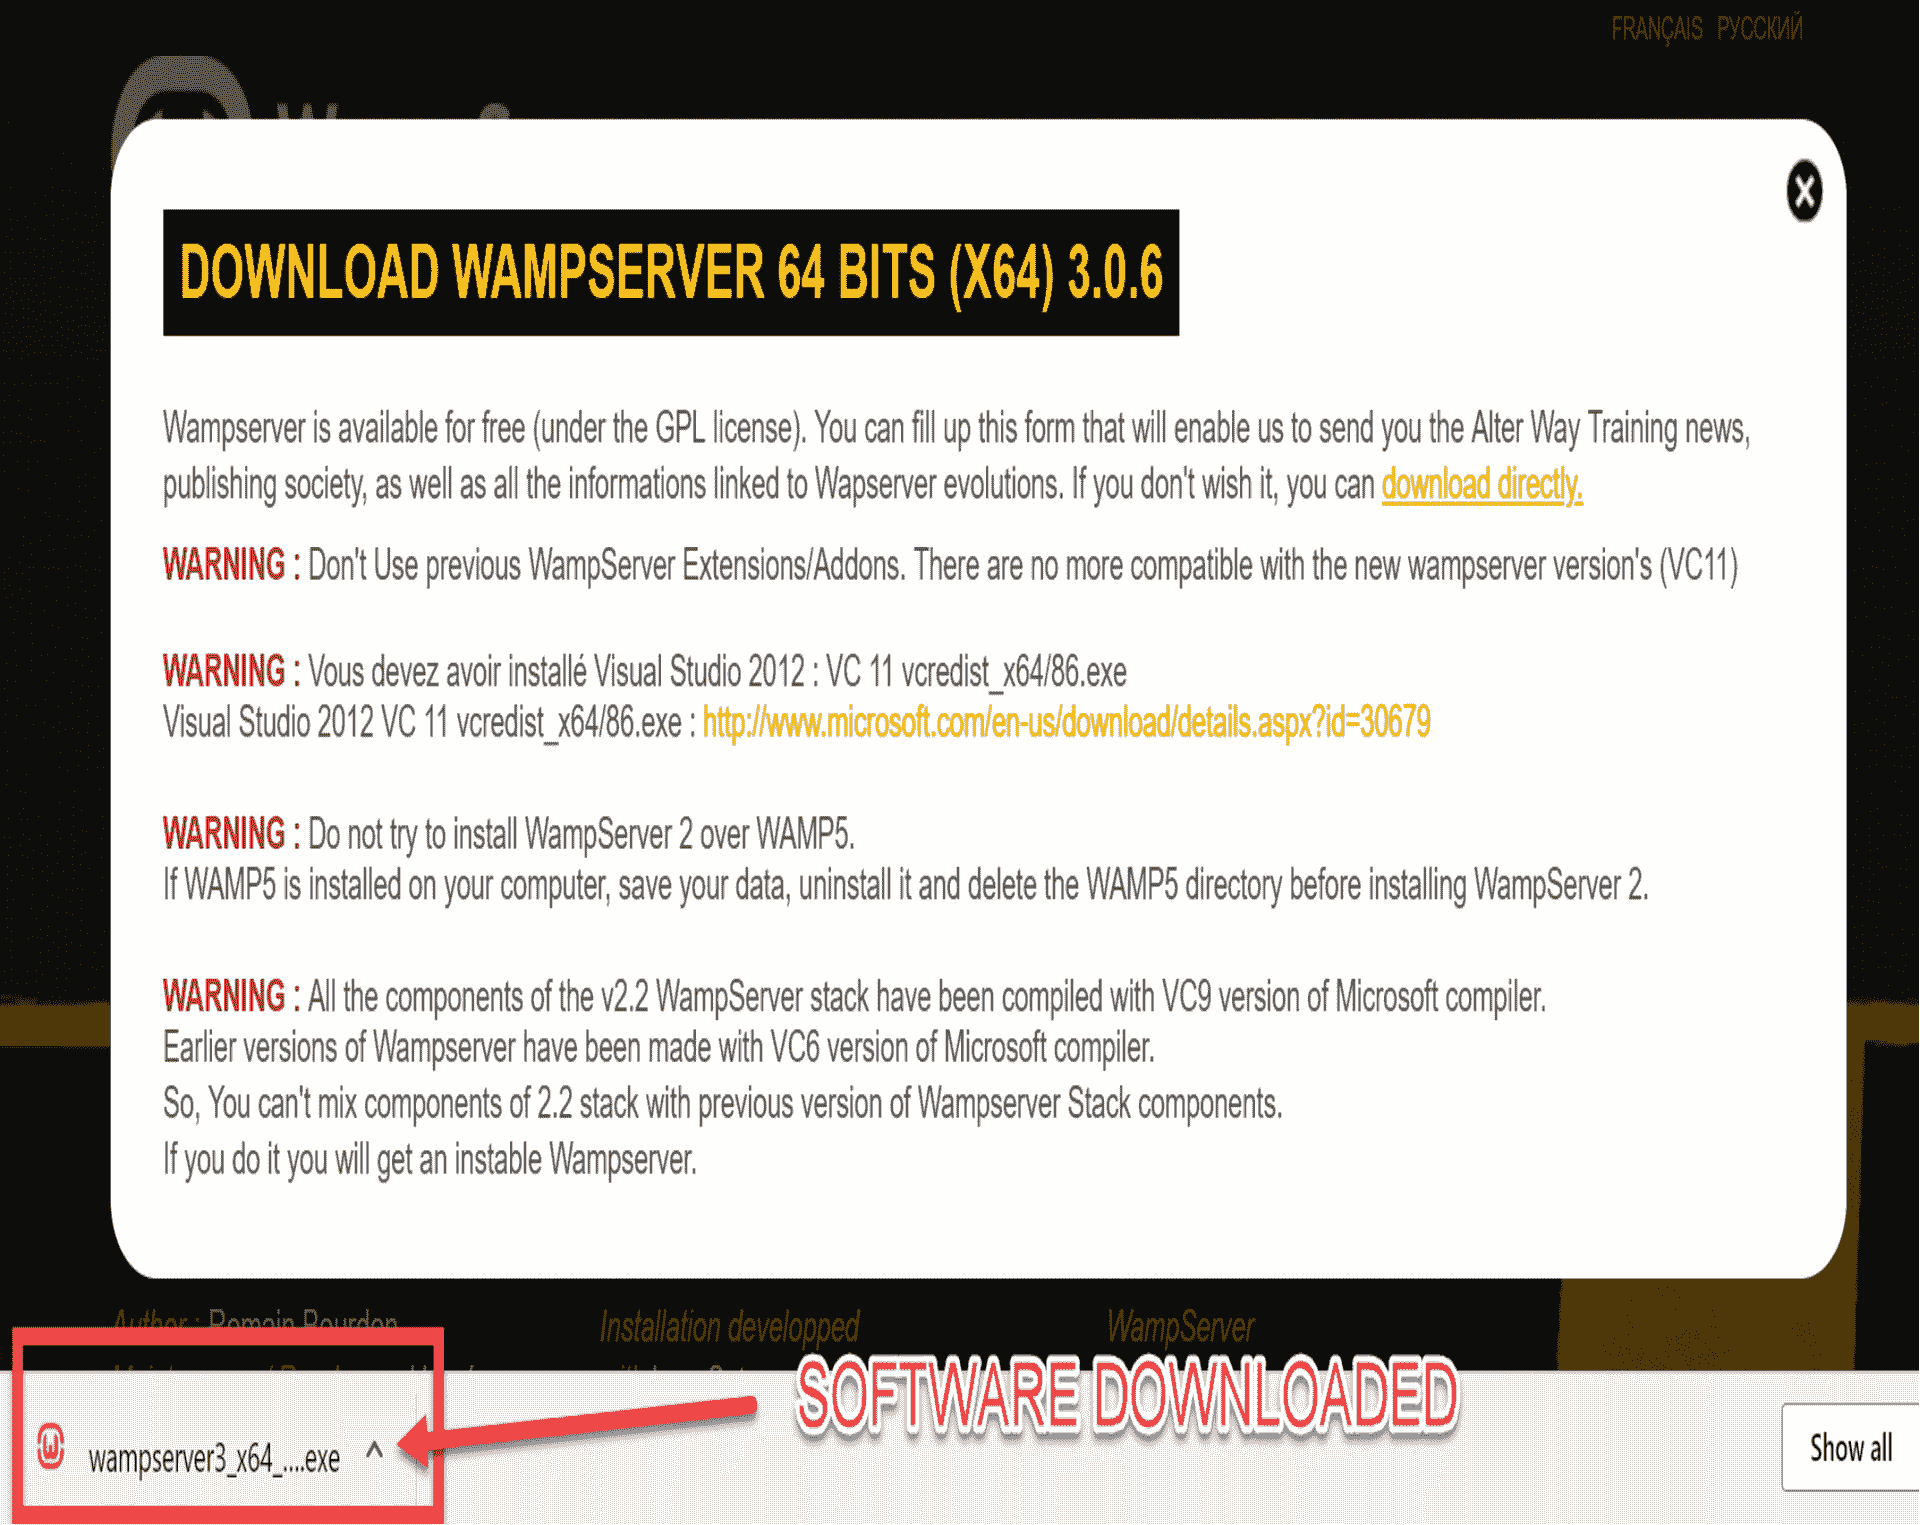 FRANÇAIS РУССКИЙ
DOWNLOAD WAMPSERVER 64 BITS (X64) 3.0.6
Wampserver is available for free (under the GPL license). You can fill up this form that will enable us to send you the Alter Way Training news,
publishing society, as well as all the informations linked to Wapserver evolutions. If you don't wish it, you can download directly.
WARNING : Don't Use previous WampServer Extensions/Addons. There are no more compatible with the new wampserver version's (VC11)
WARNING : Vous devez avoir installé Visual Studio 2012 : VC 11 vcredist_x64/86.exe
Visual Studio 2012 VC 11 vcredist_x64/86.exe : http://www.microsoft.com/en-us/download/details.aspx?id=30679
WARNING : Do not try to install WampServer 2 over WAMP5.
If WAMP5 is installed on your computer, save your data, uninstall it and delete the WAMP5 directory before installing WampServer 2.
WARNING : All the components of the v2.2 WampServer stack have been compiled with VC9 version of Microsoft compiler.
Earlier versions of Wampserver have been made with VC6 version of Microsoft compiler.
So, You can't mix components of 2.2 stack with previous version of Wampserver Stack components.
If you do it you will get an instable Wampserver.
Author : Romain Bourdon
Installation developped
WampServer
SOFTWARE DOWNLOADED
wampserver3_x64_....exe
Show all